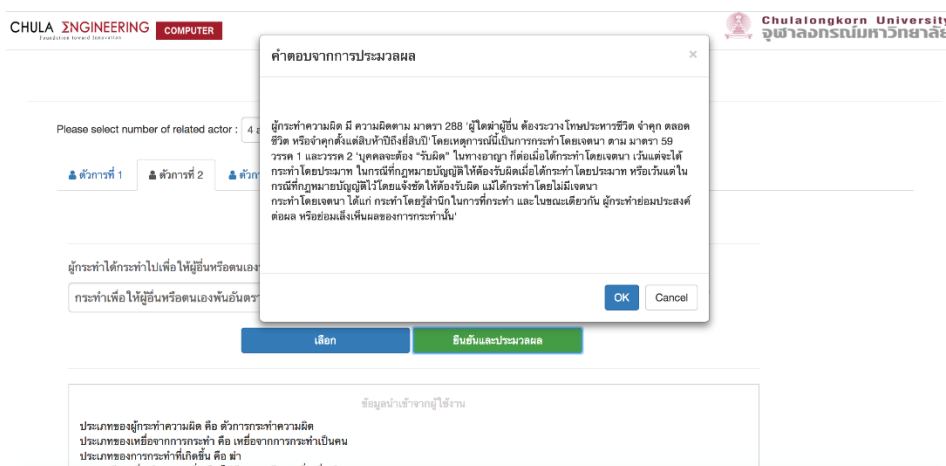 CHULA ΣNGINEERING COMPUTER
Foundation toward Innovation
Chulalongkorn University
จุฬาลงกรณ์มหาวิทยาลัย
คำตอบจากการประมวลผล ×
Please select number of related actor : 4
ตัวการที่ 1 ตัวการที่ 2
ผู้กระทำความผิด มี ความผิดตาม มาตรา 288 'ผู้ใดฆ่าผู้อื่น ต้องระวางโทษประหารชีวิต จำคุก ตลอด
ชีวิต หรือจำคุกตั้งแต่สิบห้าปีถึงยี่สิบปี' โดยเหตุการณ์นี้เป็นการกระทำโดยเจตนา ตาม มาตรา 59
วรรค 1 และวรรค 2 'บุคคลจะต้อง "รับผิด" ในทางอาญา ก็ต่อเมื่อได้กระทำโดยเจตนา เว้นแต่จะได้
กระทำโดยประมาท ในกรณีที่กฎหมายบัญญัติให้ต้องรับผิดเมื่อได้กระทำโดยประมาท หรือเว้นแต่ใน
กรณีที่กฎหมายบัญญัติไว้โดยแจ้งชัดให้ต้องรับผิด แม้ได้กระทำโดยไม่มีเจตนา
กระทำโดยเจตนา ได้แก่ กระทำโดยรู้สำนึกในการที่กระทำ และในขณะเดียวกัน ผู้กระทำย่อมประสงค์
ต่อผล หรือย่อมเล็งเห็นผลของการกระทำนั้น'
ผู้กระทำได้กระทำไปเพื่อให้ผู้อื่นหรือตนเอง
กระทำเพื่อให้ผู้อื่นหรือตนเองพ้นอันตรา
OK Cancel
เลือก ยืนยันและประมวลผล
ข้อมูลนำเข้าจากผู้ใช้งาน
ประเภทของผู้กระทำความผิด คือ ตัวการกระทำความผิด
ประเภทของเหยื่อจากการกระทำ คือ เหยื่อจากการกระทำเป็นคน
ประเภทของการกระทำที่เกิดขึ้น คือ ฆ่า